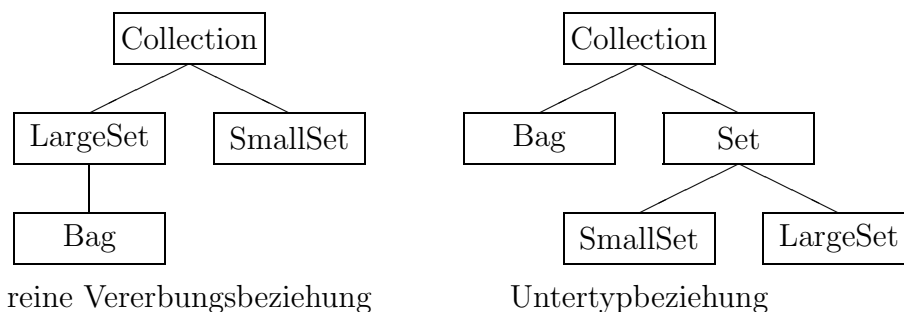 Collection Collection
LargeSet SmallSet Bag Set
Bag SmallSet LargeSet
reine Vererbungsbeziehung Untertypbeziehung